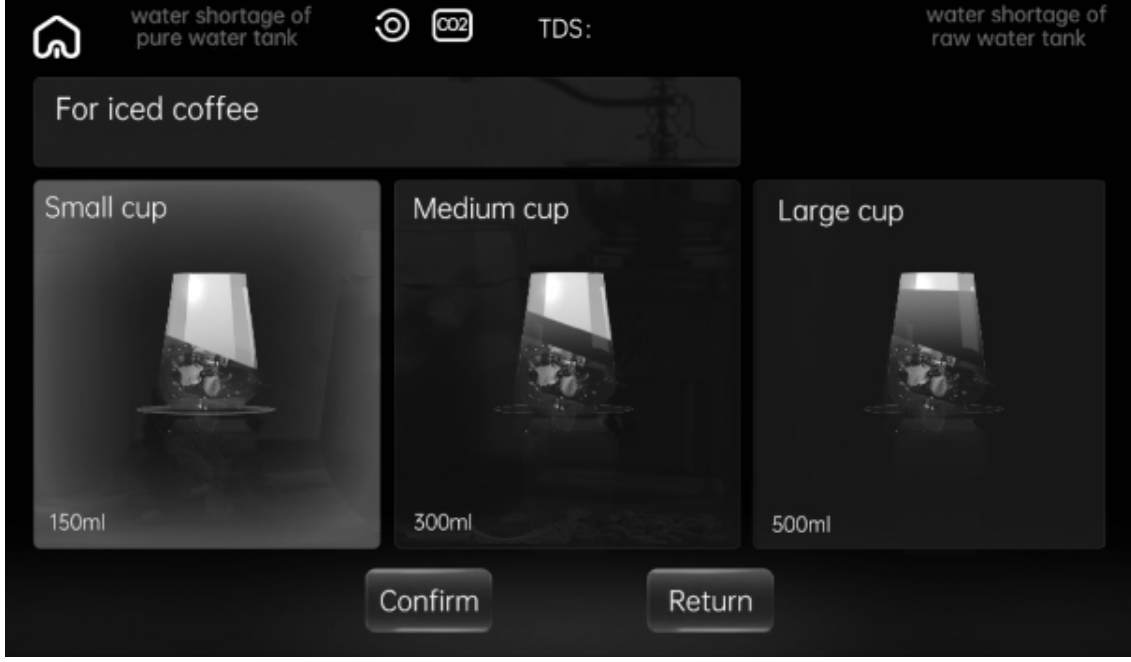 water shortage of
pure water tank
CO2
TDS:
water shortage of
raw water tank
For iced coffee
Small cup
Medium cup
Large cup
150ml
300ml
500ml
Confirm
Return